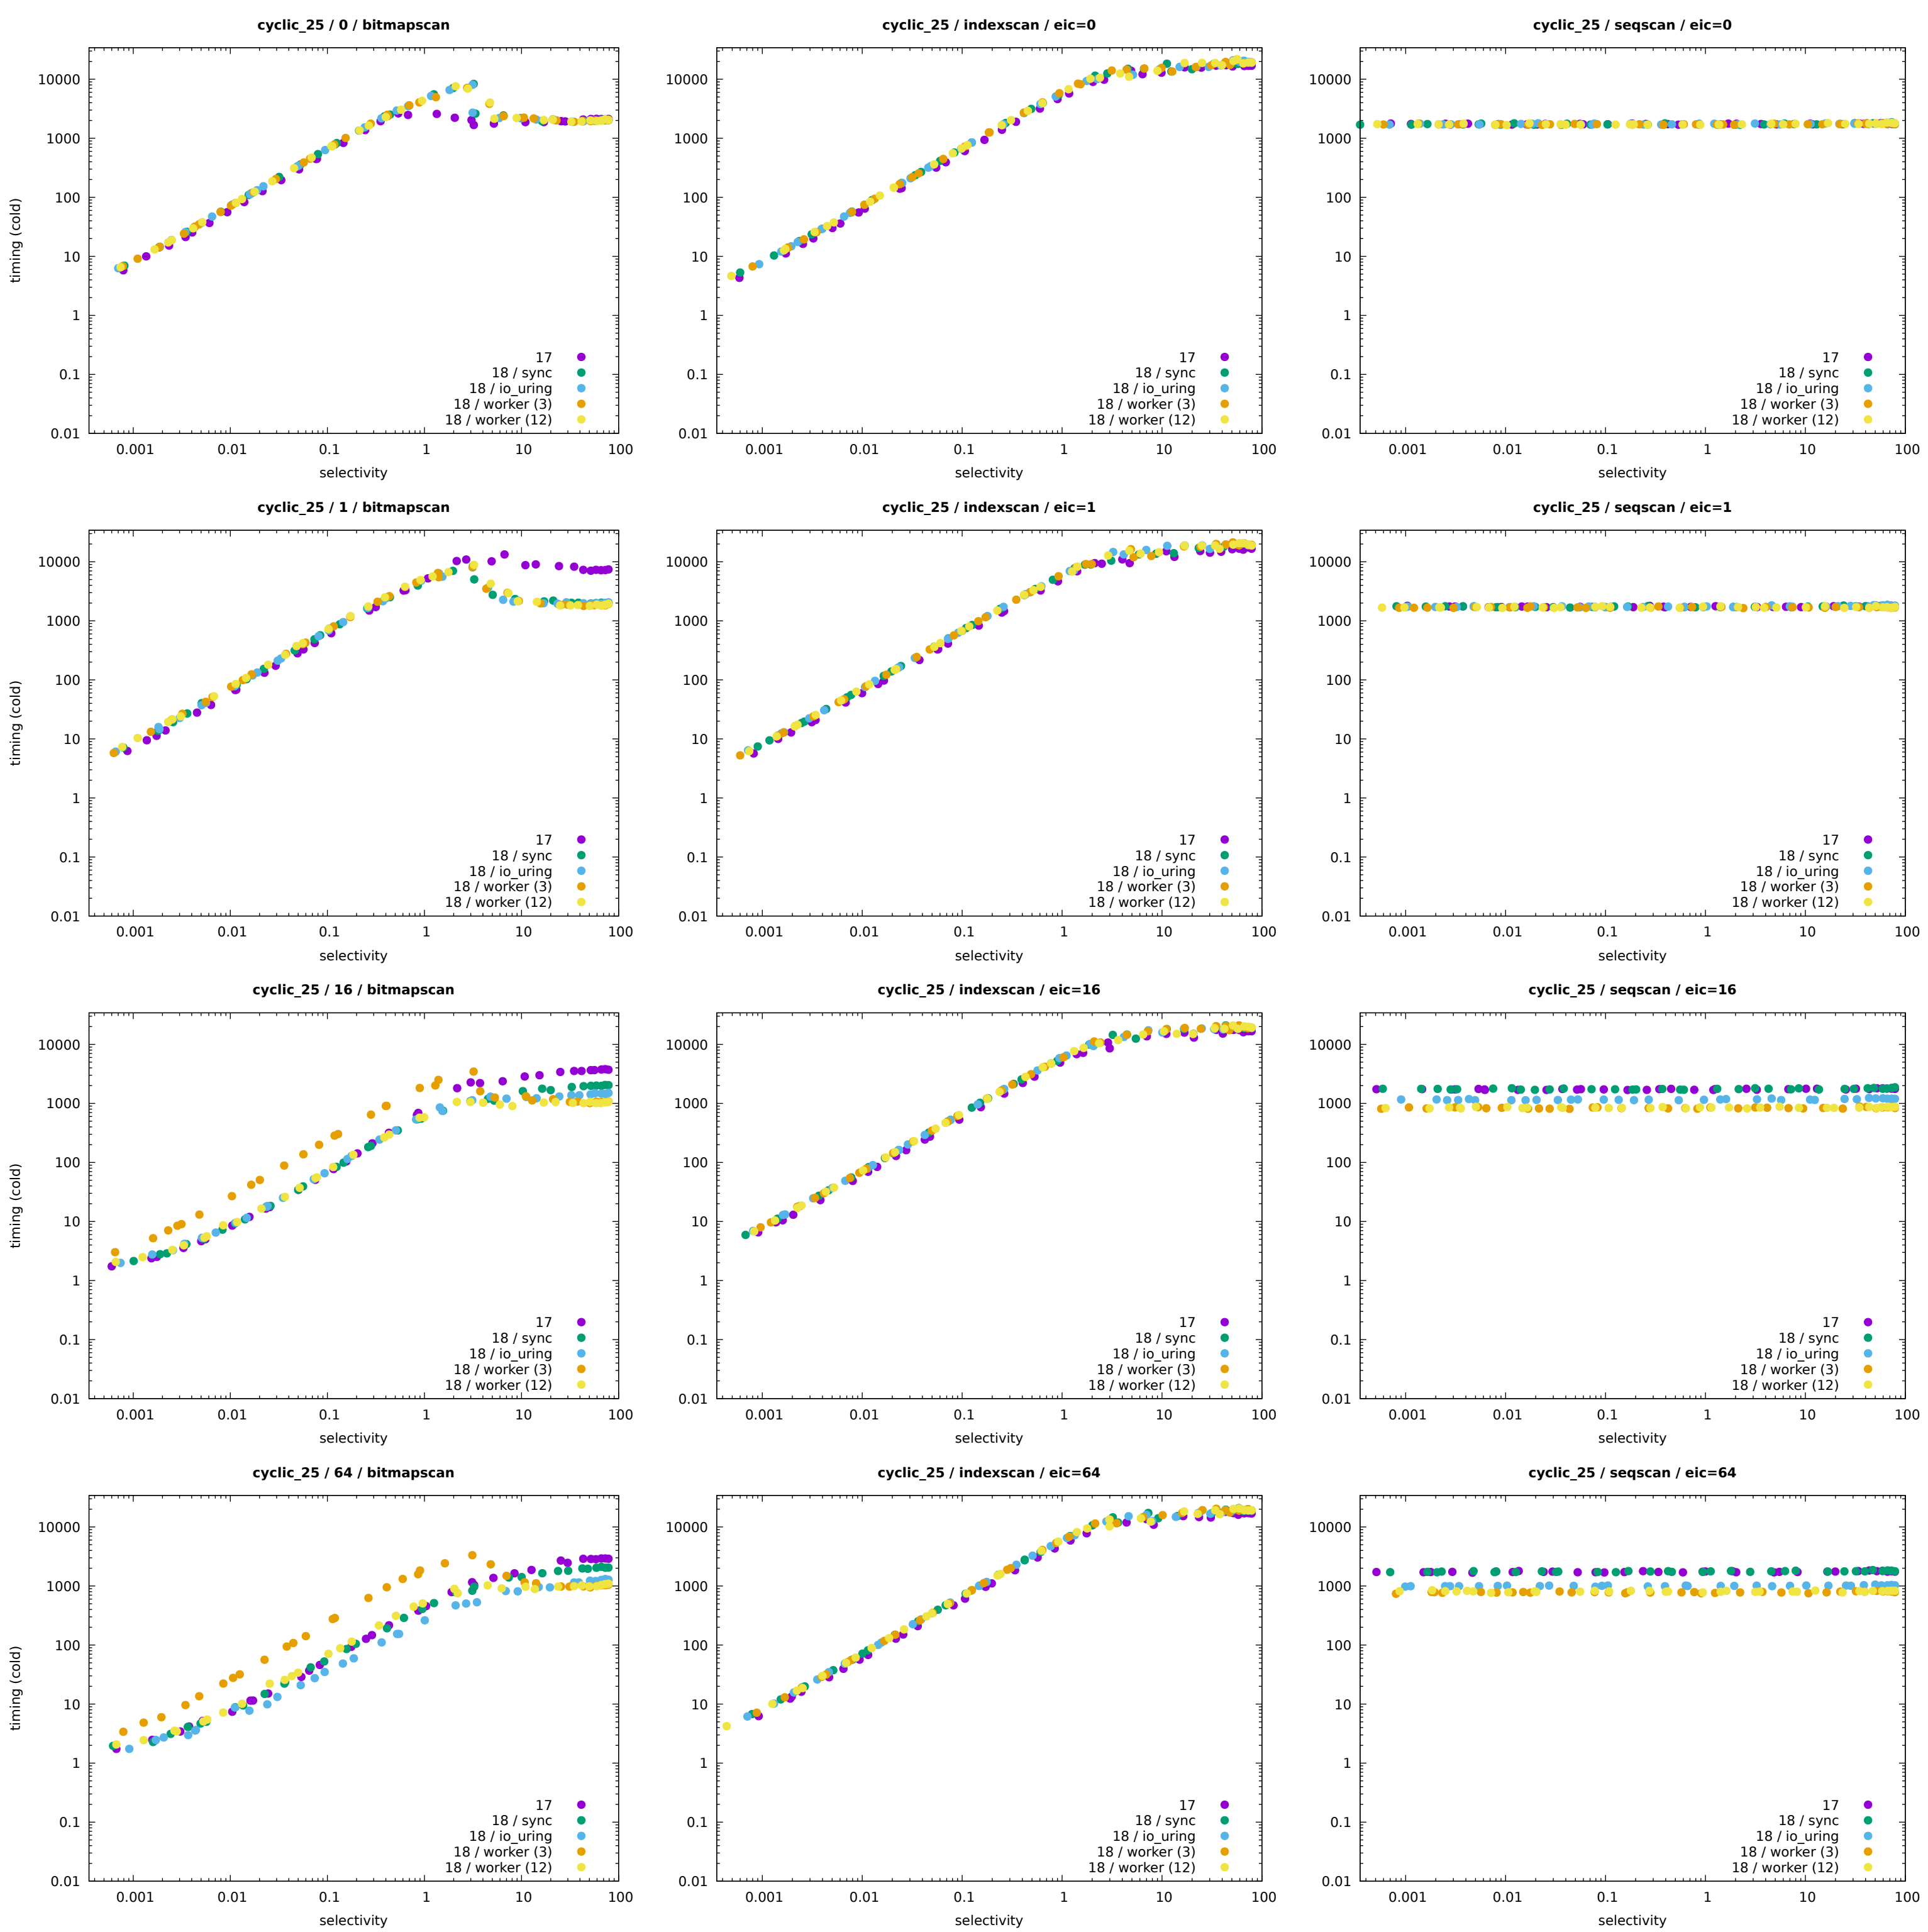 cyclic_25 / 0 / bitmapscan
timing (cold)
10000
1000
100
10
1
0.1
0.01
17
18 / sync
18 / io_uring
18 / worker (3)
18 / worker (12)
0.001 0.01 0.1 1 10 100
selectivity
cyclic_25 / indexscan / eic=0
10000
1000
100
10
1
0.1
0.01
17
18 / sync
18 / io_uring
18 / worker (3)
18 / worker (12)
0.001 0.01 0.1 1 10 100
selectivity
cyclic_25 / seqscan / eic=0
10000
1000
100
10
1
0.1
0.01
17
18 / sync
18 / io_uring
18 / worker (3)
18 / worker (12)
0.001 0.01 0.1 1 10 100
selectivity
cyclic_25 / 1 / bitmapscan
timing (cold)
10000
1000
100
10
1
0.1
0.01
17
18 / sync
18 / io_uring
18 / worker (3)
18 / worker (12)
0.001 0.01 0.1 1 10 100
selectivity
cyclic_25 / indexscan / eic=1
10000
1000
100
10
1
0.1
0.01
17
18 / sync
18 / io_uring
18 / worker (3)
18 / worker (12)
0.001 0.01 0.1 1 10 100
selectivity
cyclic_25 / seqscan / eic=1
10000
1000
100
10
1
0.1
0.01
17
18 / sync
18 / io_uring
18 / worker (3)
18 / worker (12)
0.001 0.01 0.1 1 10 100
selectivity
cyclic_25 / 16 / bitmapscan
timing (cold)
10000
1000
100
10
1
0.1
0.01
17
18 / sync
18 / io_uring
18 / worker (3)
18 / worker (12)
0.001 0.01 0.1 1 10 100
selectivity
cyclic_25 / indexscan / eic=16
10000
1000
100
10
1
0.1
0.01
17
18 / sync
18 / io_uring
18 / worker (3)
18 / worker (12)
0.001 0.01 0.1 1 10 100
selectivity
cyclic_25 / seqscan / eic=16
10000
1000
100
10
1
0.1
0.01
17
18 / sync
18 / io_uring
18 / worker (3)
18 / worker (12)
0.001 0.01 0.1 1 10 100
selectivity
cyclic_25 / 64 / bitmapscan
timing (cold)
10000
1000
100
10
1
0.1
0.01
17
18 / sync
18 / io_uring
18 / worker (3)
18 / worker (12)
0.001 0.01 0.1 1 10 100
selectivity
cyclic_25 / indexscan / eic=64
10000
1000
100
10
1
0.1
0.01
17
18 / sync
18 / io_uring
18 / worker (3)
18 / worker (12)
0.001 0.01 0.1 1 10 100
selectivity
cyclic_25 / seqscan / eic=64
10000
1000
100
10
1
0.1
0.01
17
18 / sync
18 / io_uring
18 / worker (3)
18 / worker (12)
0.001 0.01 0.1 1 10 100
selectivity